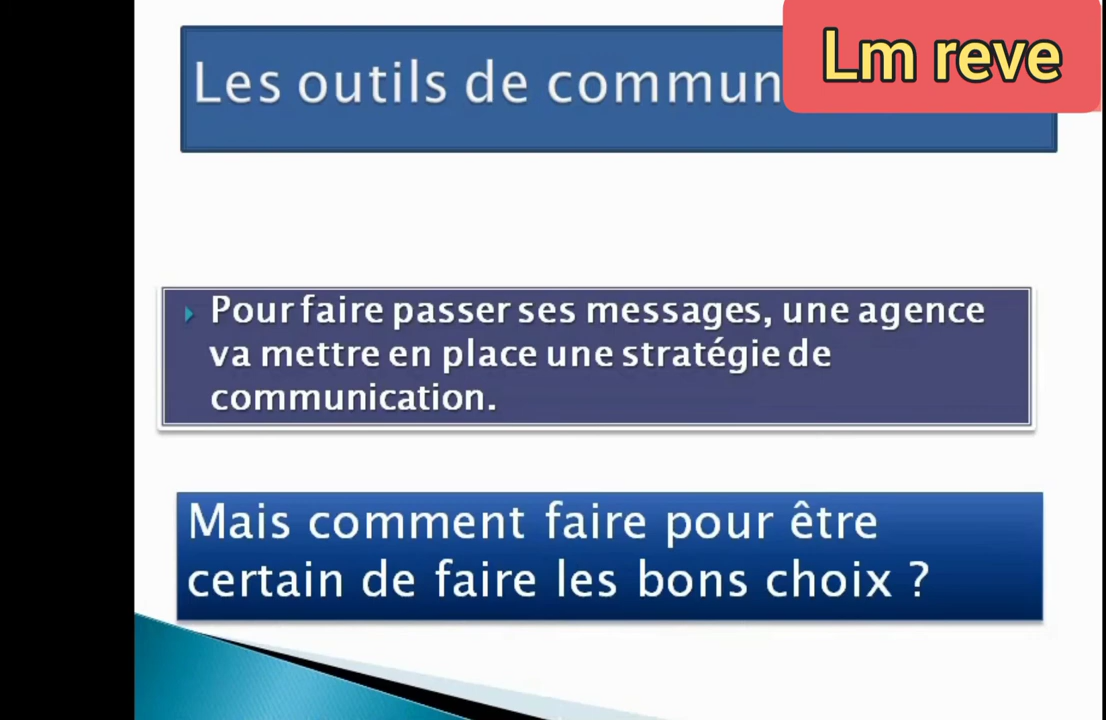 Les outils de commun
Lm reve
Pour faire passer ses messages, une agence
va mettre en place une stratégie de
communication.
Mais comment faire pour être
certain de faire les bons choix ?